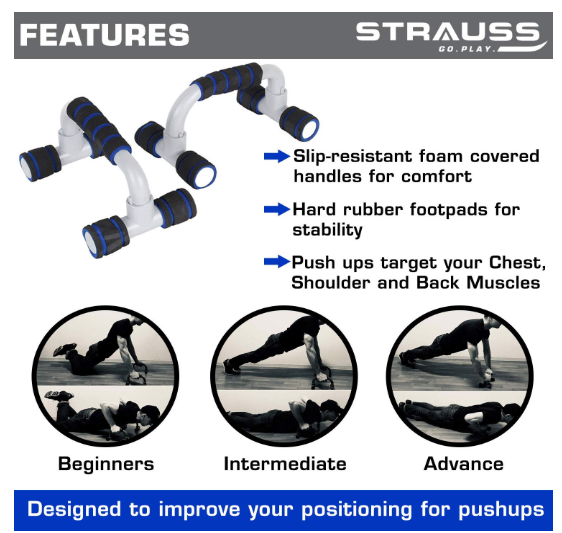 FEATURES
STRAUSS
GO.PLAY.
Slip-resistant foam covered
handles for comfort
Hard rubber footpads for
stability
Push ups target your Chest,
Shoulder and Back Muscles
Beginners
Intermediate
Advance
Designed to improve your positioning for pushups